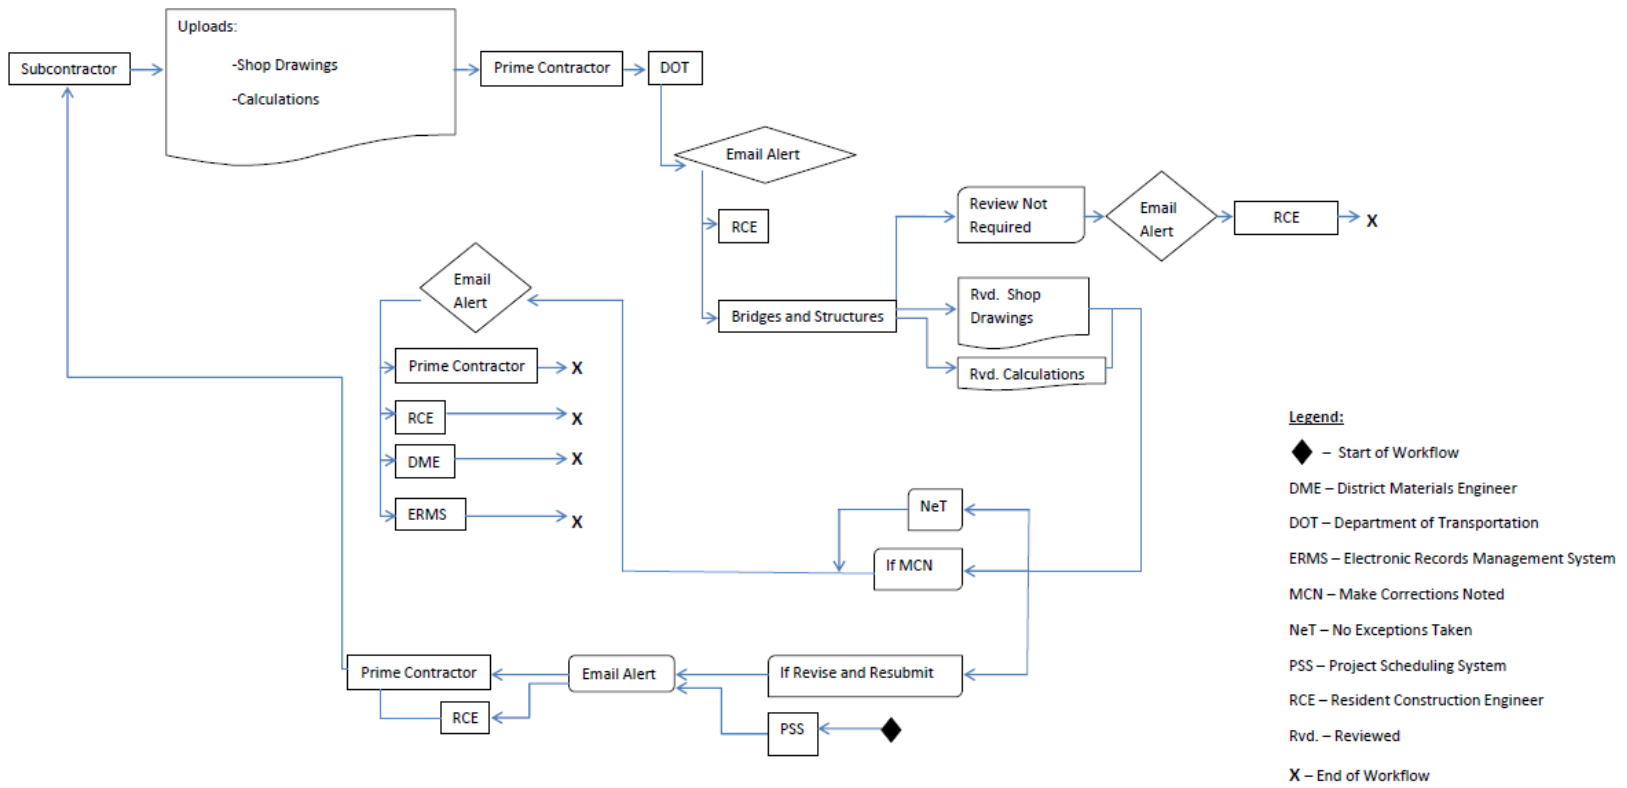 Uploads:
-Shop Drawings
-Calculations
Subcontractor
Prime Contractor
DOT
Email Alert
RCE
Bridges and Structures
Review Not
Required
Email
Alert
RCE
X
Rvd. Shop
Drawings
Rvd. Calculations
Email
Alert
Prime Contractor
X
RCE
X
DME
X
ERMS
X
NeT
If MCN
If Revise and Resubmit
Email Alert
Prime Contractor
RCE
PSS
Legend:
– Start of Workflow
DME – District Materials Engineer
DOT – Department of Transportation
ERMS – Electronic Records Management System
MCN – Make Corrections Noted
NeT – No Exceptions Taken
PSS – Project Scheduling System
RCE – Resident Construction Engineer
Rvd. – Reviewed
X – End of Workflow